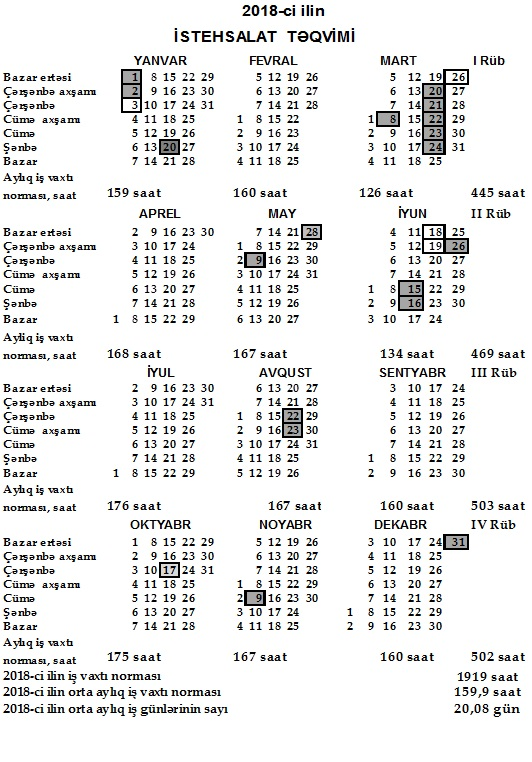 2018-ci ilin
İSTEHSALAT TƏQVİMİ
YANVAR FEVRAL MART I Rüb
Bazar ertəsi 1 8 15 22 29 5 12 19 26 5 12 19 26
Çərşənbə axşamı 2 9 16 23 30 6 13 20 27 6 13 20 27
Çərşənbə 3 10 17 24 31 7 14 21 28 7 14 21 28
Cümə axşamı 4 11 18 25 1 8 15 22 1 8 15 22 29
Cümə 5 12 19 26 2 9 16 23 2 9 16 23 30
Şənbə 6 13 20 27 3 10 17 24 3 10 17 24 31
Bazar 7 14 21 28 4 11 18 25 4 11 18 25
Aylıq iş vaxtı
norması, saat 159 saat 160 saat 126 saat 445 saat
APREL MAY İYUN II Rüb
Bazar ertəsi 2 9 16 23 30 7 14 21 28 4 11 18 25
Çərşənbə axşamı 3 10 17 24 1 8 15 22 29 5 12 19 26
Çərşənbə 4 11 18 25 2 9 16 23 30 6 13 20 27
Cümə axşamı 5 12 19 26 3 10 17 24 31 7 14 21 28
Cümə 6 13 20 27 4 11 18 25 1 8 15 22 29
Şənbə 7 14 21 28 5 12 19 26 2 9 16 23 30
Bazar 1 8 15 22 29 6 13 20 27 3 10 17 24
Ayliq iş vaxtı
norması, saat 168 saat 167 saat 134 saat 469 saat
İYUL AVQUST SENTYABR III Rüb
Bazar ertəsi 2 9 16 23 30 6 13 20 27 3 10 17 24
Çərşənbə axşamı 3 10 17 24 31 7 14 21 28 4 11 18 25
Çərşənbə 4 11 18 25 1 8 15 22 29 5 12 19 26
Cümə axşamı 5 12 19 26 2 9 16 23 30 6 13 20 27
Cümə 6 13 20 27 3 10 17 24 31 7 14 21 28
Şənbə 7 14 21 28 4 11 18 25 1 8 15 22 29
Bazar 1 8 15 22 29 5 12 19 26 2 9 16 23 30
Aylıq iş vaxtı
norması, saat 176 saat 167 saat 160 saat 503 saat
OKTYABR NOYABR DEKABR IV Rüb
Bazar ertəsi 1 8 15 22 29 5 12 19 26 3 10 17 24 31
Çərşənbə axşamı 2 9 16 23 30 6 13 20 27 4 11 18 25
Çərşənbə 3 10 17 24 31 7 14 21 28 5 12 19 26
Cümə axşamı 4 11 18 25 1 8 15 22 29 6 13 20 27
Cümə 5 12 19 26 2 9 16 23 30 7 14 21 28
Şənbə 6 13 20 27 3 10 17 24 1 8 15 22 29
Bazar 7 14 21 28 4 11 18 25 2 9 16 23 30
Aylıq iş vaxtı
norması, saat 175 saat 167 saat 160 saat 502 saat
2018-ci ilin iş vaxtı norması 1919 saat
2018-ci ilin orta aylıq iş vaxtı norması 159,9 saat
2018-ci ilin orta aylıq iş günlərinin sayı 20,08 gün